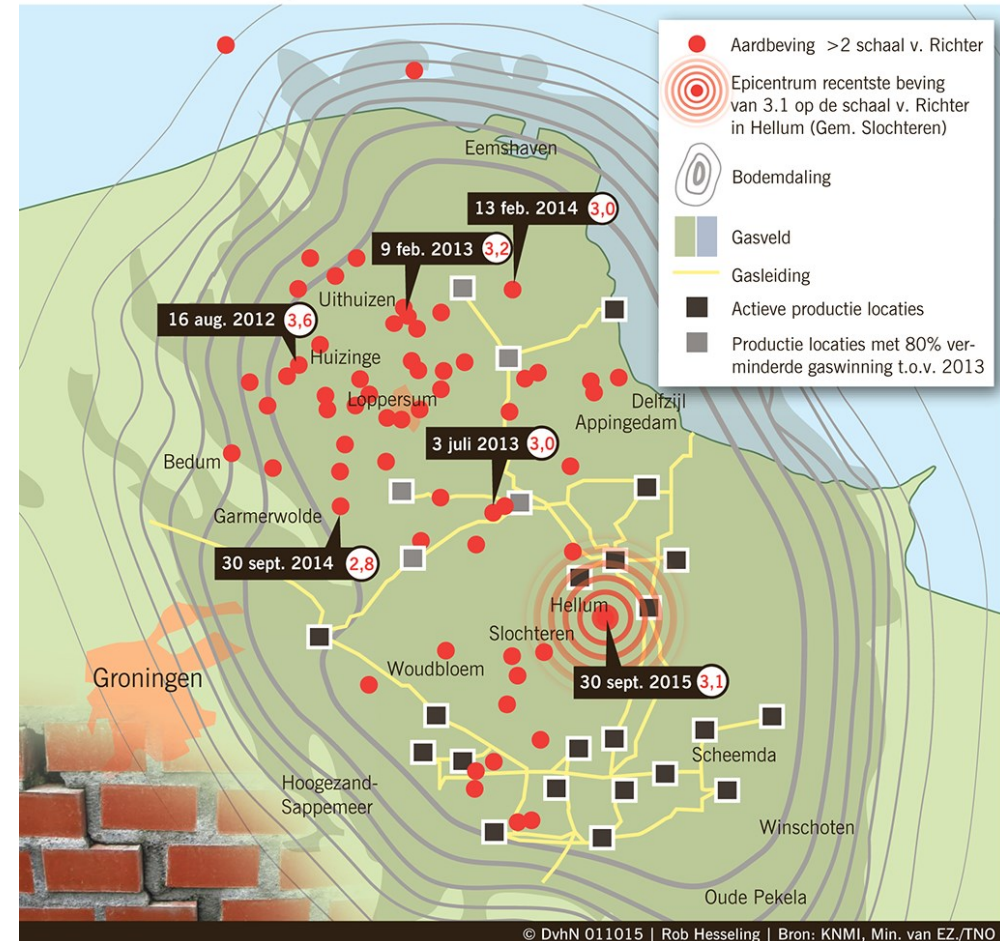 Aardbeving >2 schaal v. Richter
Epicentrum recentste beving
van 3.1 op de schaal v. Richter
in Hellum (Gem. Slochteren)
Bodemdaling
Gasveld
Gasleiding
Actieve productie locaties
Productie locaties met 80% ver-
minderde gaswinning t.o.v. 2013
Eemshaven
13 feb. 2014 3,0
9 feb. 2013 3,2
Uithuizen
16 aug. 2012 3,6
Huizinge
Loppersum
Delfzijl
Appingedam
3 juli 2013 3,0
Bedum
Garmerwolde
30 sept. 2014 2,8
Hellum
Slochteren
Woudbloem
Groningen
30 sept. 2015 3,1
Scheemda
Hoogezand-
Sappemeer
Winschoten
Oude Pekela
© DvhN 011015 | Rob Hesseling | Bron: KNMI, Min. van EZ./TNO